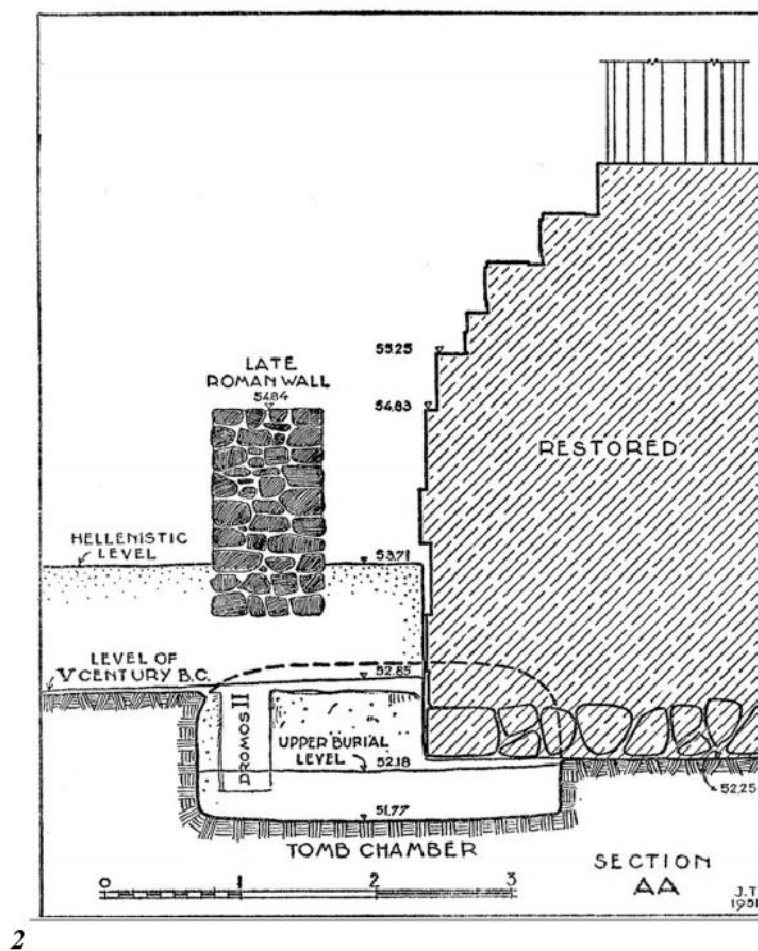 55.25
LATE
ROMAN WALL
54.84
54.83
RESTORED
HELLENISTIC
LEVEL
53.71
LEVEL OF
V CENTURY B.C.
52.85
DROMOS II
UPPER BURIAL
LEVEL
52.18
52.25
51.77
TOMB CHAMBER
SECTION
AA
0 1 2 3
J.T.
1951
2